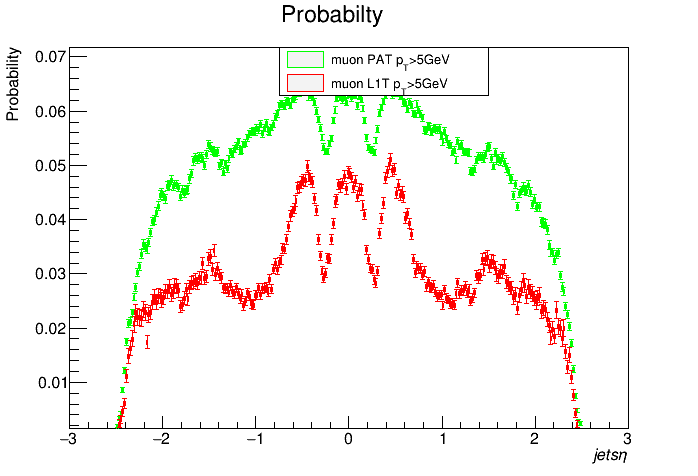 Probabilty
Probability
muon PAT p_T>5GeV
muon L1T p_T>5GeV
0.07
0.06
0.05
0.04
0.03
0.02
0.01
−3 −2 −1 0 1 2 3
jetsη